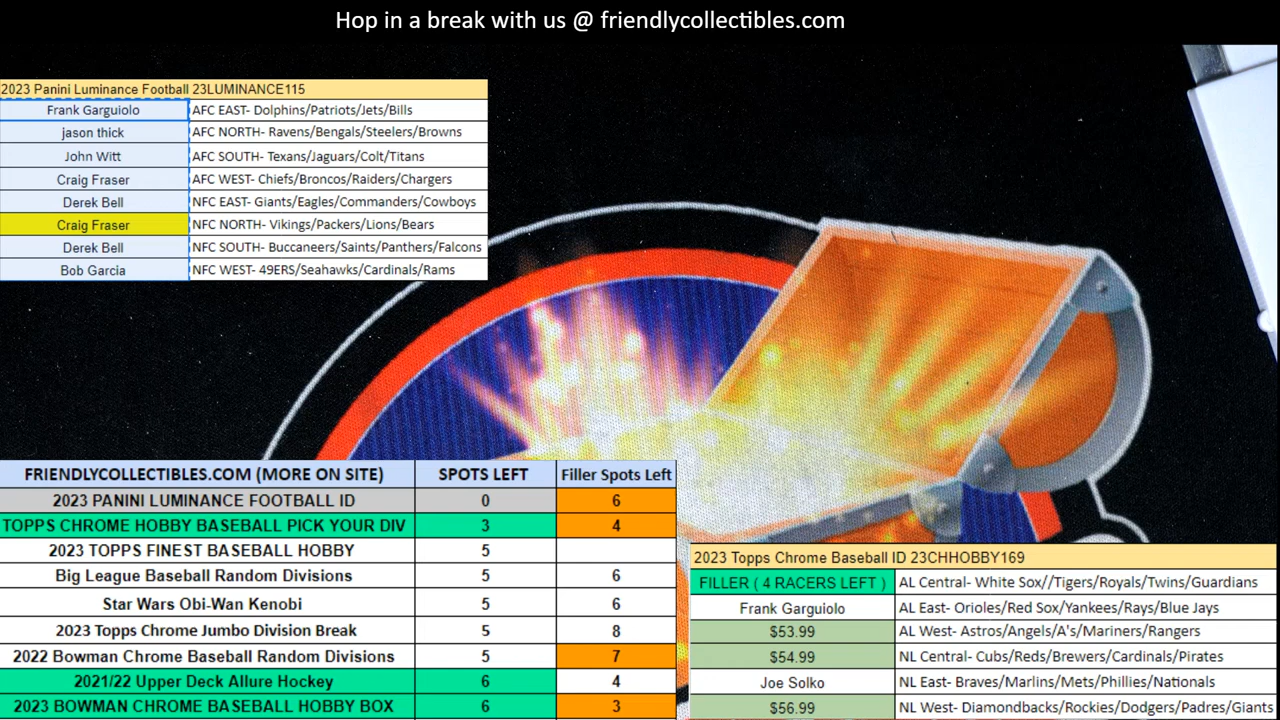 Hop in a break with us @ friendlycollectibles.com
2023 Panini Luminance Football 23LUMINANCE115
Frank Garguiolo AFC EAST- Dolphins/Patriots/Jets/Bills
jason thick AFC NORTH- Ravens/Bengals/Steelers/Browns
John Witt AFC SOUTH- Texans/Jaguars/Colt/Titans
Craig Fraser AFC WEST- Chiefs/Broncos/Raiders/Chargers
Derek Bell NFC EAST- Giants/Eagles/Commanders/Cowboys
Craig Fraser NFC NORTH- Vikings/Packers/Lions/Bears
Derek Bell NFC SOUTH- Buccaneers/Saints/Panthers/Falcons
Bob Garcia NFC WEST- 49ERS/Seahawks/Cardinals/Rams
FRIENDLYCOLLECTIBLES.COM (MORE ON SITE) SPOTS LEFT Filler Spots Left
2023 PANINI LUMINANCE FOOTBALL ID 0 6
TOPPS CHROME HOBBY BASEBALL PICK YOUR DIV 3 4
2023 TOPPS FINEST BASEBALL HOBBY 5
Big League Baseball Random Divisions 5 6
Star Wars Obi-Wan Kenobi 5 6
2023 Topps Chrome Jumbo Division Break 5 8
2022 Bowman Chrome Baseball Random Divisions 5 7
2021/22 Upper Deck Allure Hockey 6 4
2023 BOWMAN CHROME BASEBALL HOBBY BOX 6 3
2023 Topps Chrome Baseball ID 23CHHOBBY169
FILLER ( 4 RACERS LEFT ) AL Central- White Sox//Tigers/Royals/Twins/Guardians
Frank Garguiolo AL East- Orioles/Red Sox/Yankees/Rays/Blue Jays
$53.99 AL West- Astros/Angels/A's/Mariners/Rangers
$54.99 NL Central- Cubs/Reds/Brewers/Cardinals/Pirates
Joe Solko NL East- Braves/Marlins/Mets/Phillies/Nationals
$56.99 NL West- Diamondbacks/Rockies/Dodgers/Padres/Giants